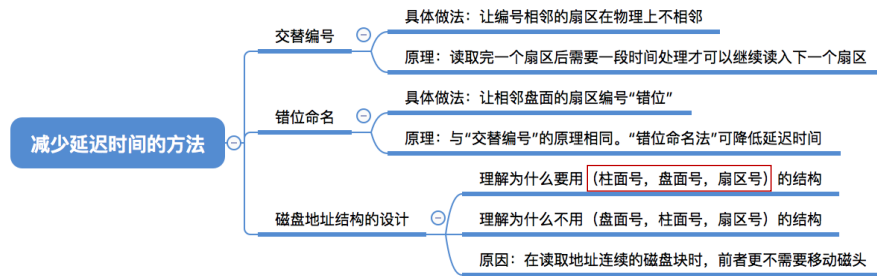 减少延迟时间的方法
交替编号
具体做法：让编号相邻的扇区在物理上不相邻
原理：读取完一个扇区后需要一段时间处理才可以继续读入下一个扇区
错位命名
具体做法：让相邻盘面的扇区编号“错位”
原理：与“交替编号”的原理相同。“错位命名法”可降低延迟时间
磁盘地址结构的设计
理解为什么要用（柱面号，盘面号，扇区号）的结构
理解为什么不用（盘面号，柱面号，扇区号）的结构
原因：在读取地址连续的磁盘块时，前者更不需要移动磁头